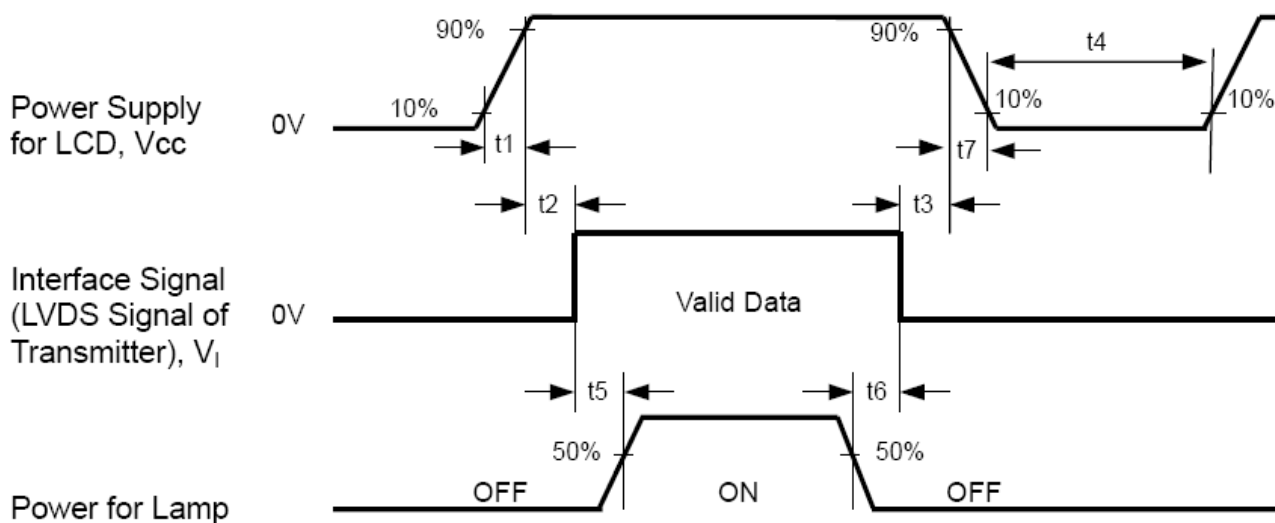 90%
90%
t4
Power Supply
for LCD, Vcc
0V
10%
10%
10%
t1
t7
t2
t3
Interface Signal
(LVDS Signal of
Transmitter), VI
0V
Valid Data
t5
t6
50%
50%
Power for Lamp
OFF
ON
OFF